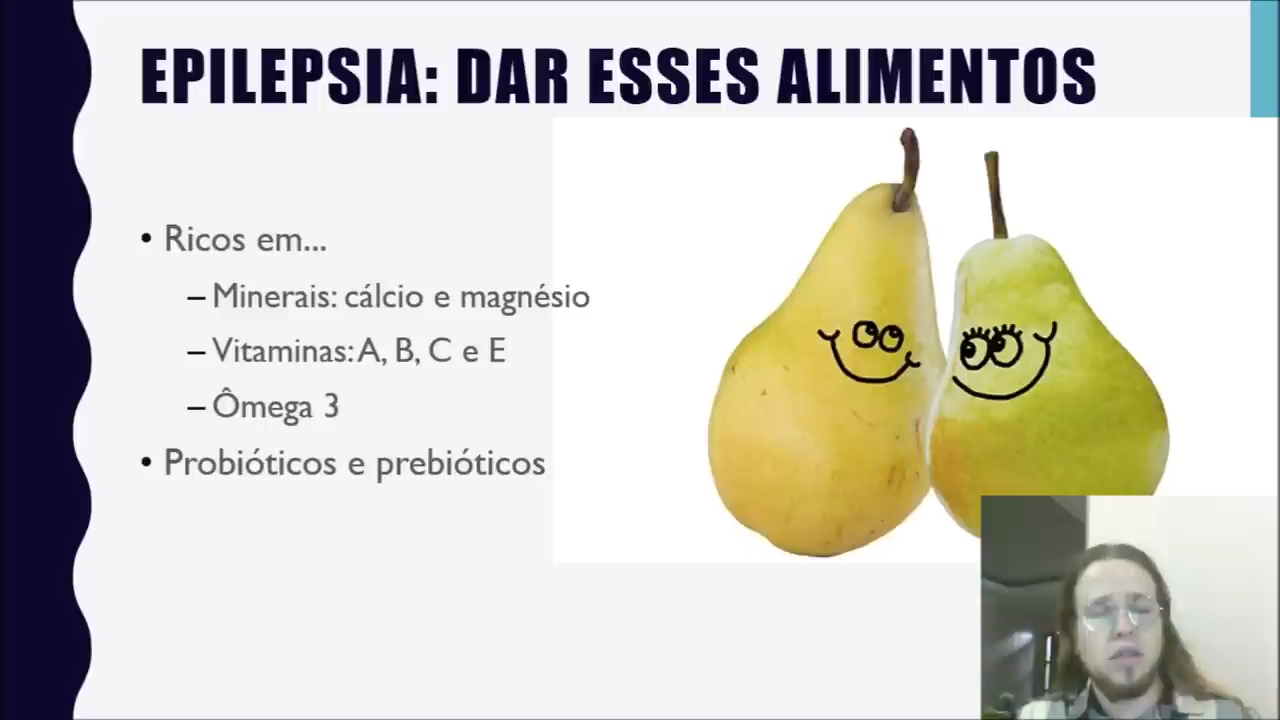 EPILEPSIA: DAR ESSES ALIMENTOS
• Ricos em...
– Minerais: cálcio e magnésio
– Vitaminas: A, B, C e E
– Ômega 3
• Probióticos e prebióticos